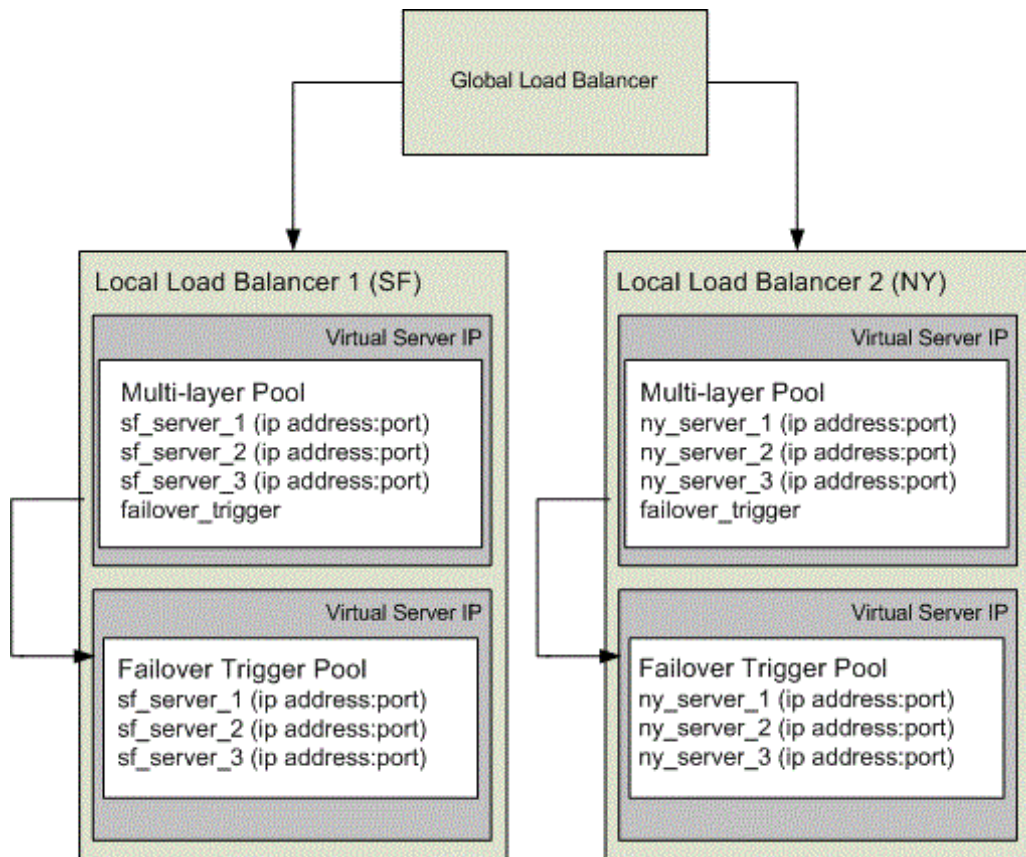 Global Load Balancer
Local Load Balancer 1 (SF)
Virtual Server IP
Multi-layer Pool
sf_server_1 (ip address:port)
sf_server_2 (ip address:port)
sf_server_3 (ip address:port)
failover_trigger
Virtual Server IP
Failover Trigger Pool
sf_server_1 (ip address:port)
sf_server_2 (ip address:port)
sf_server_3 (ip address:port)
Local Load Balancer 2 (NY)
Virtual Server IP
Multi-layer Pool
ny_server_1 (ip address:port)
ny_server_2 (ip address:port)
ny_server_3 (ip address:port)
failover_trigger
Virtual Server IP
Failover Trigger Pool
ny_server_1 (ip address:port)
ny_server_2 (ip address:port)
ny_server_3 (ip address:port)